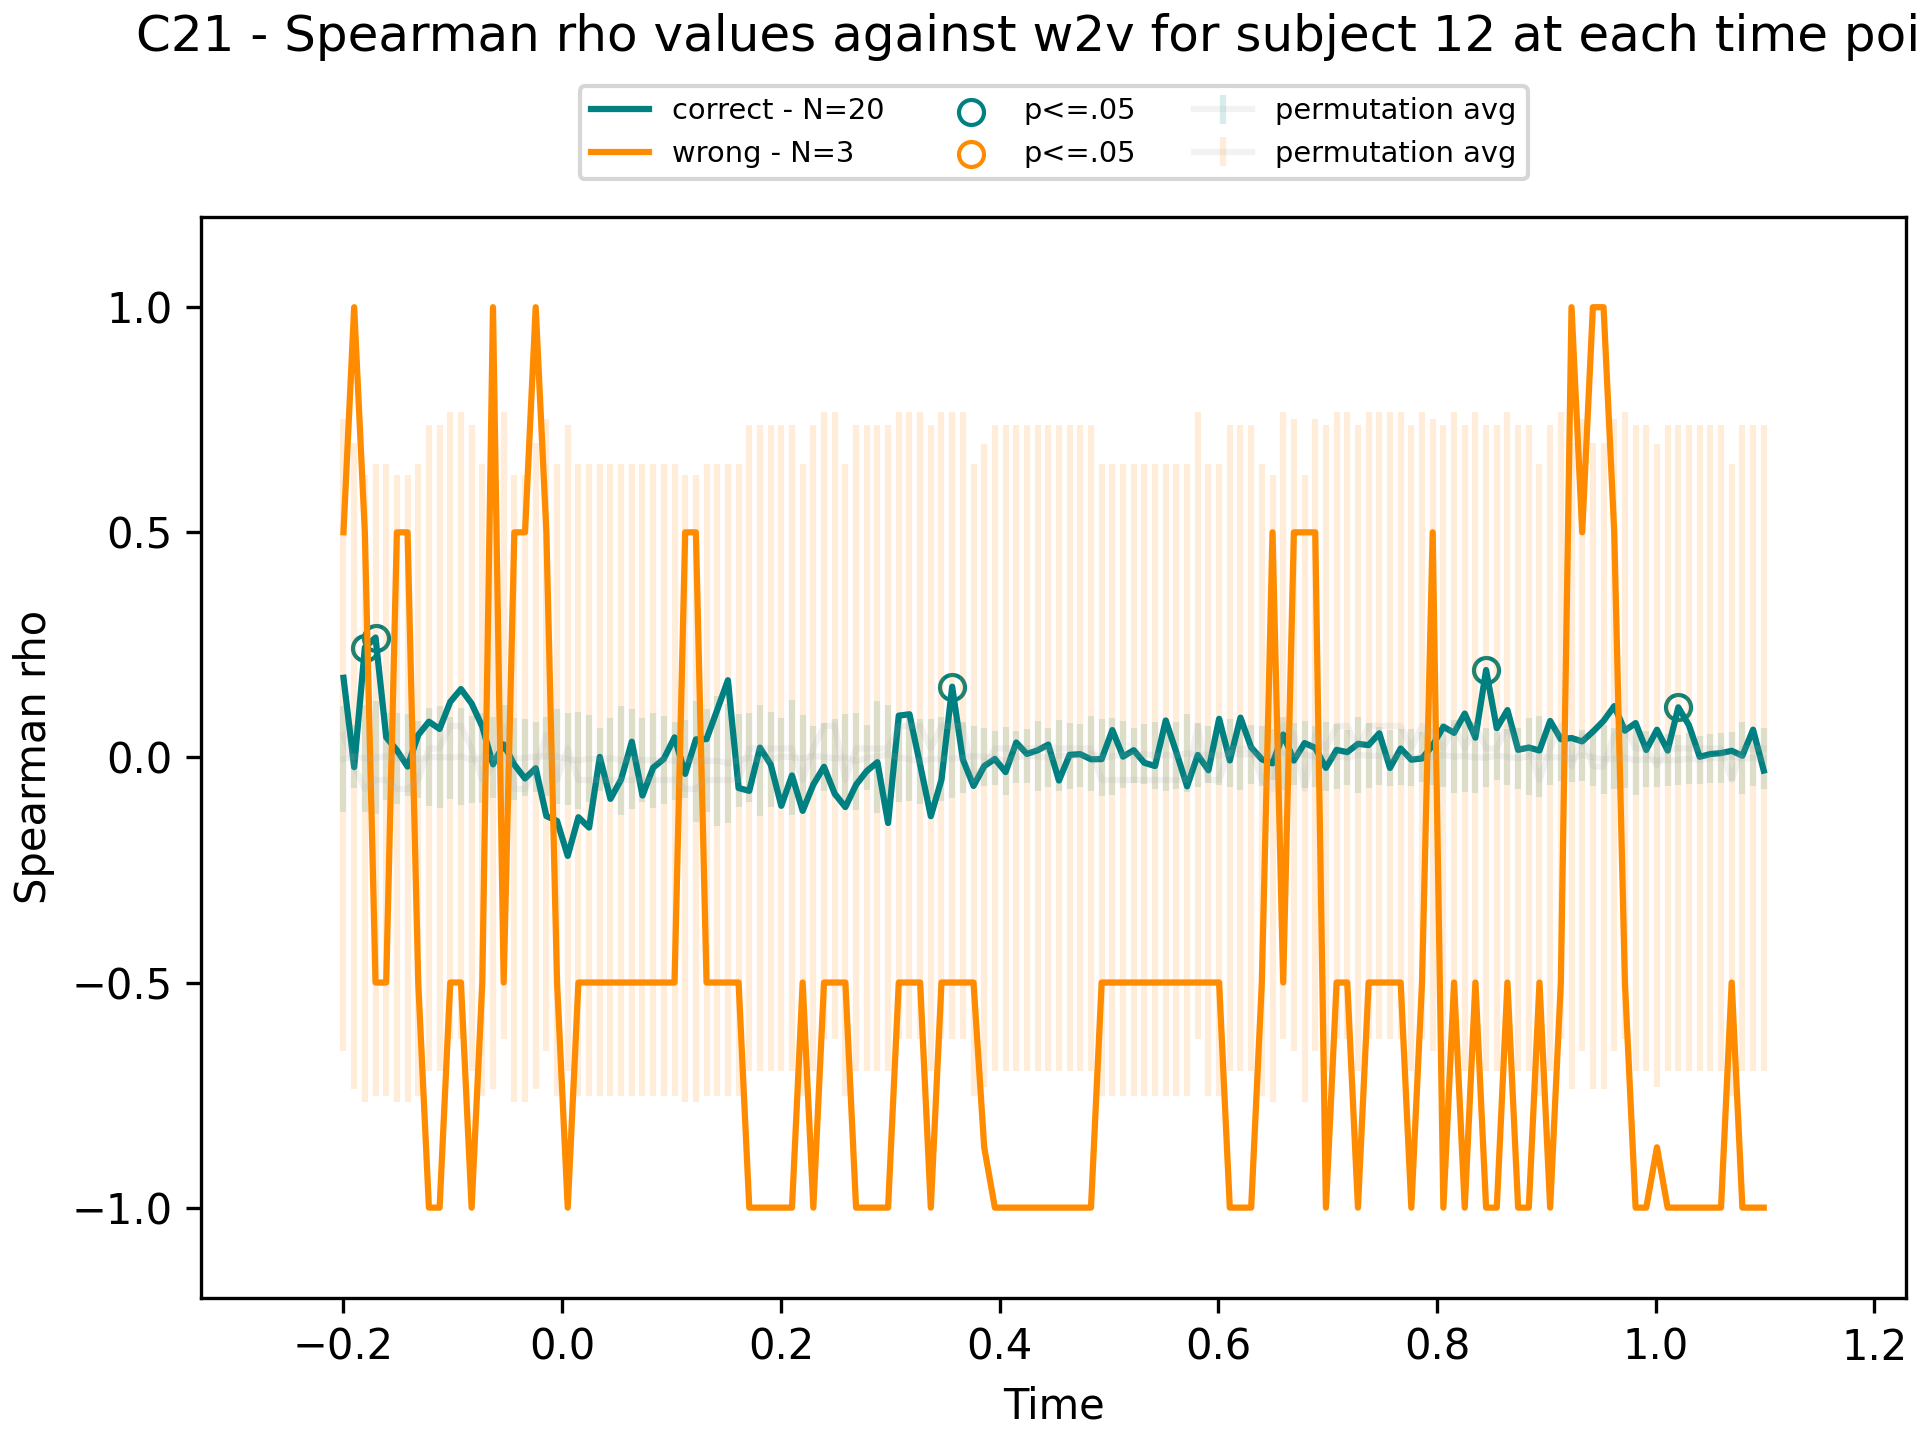 C21 - Spearman rho values against w2v for subject 12 at each time poi
correct - N=20
wrong - N=3
p<=.05
p<=.05
permutation avg
permutation avg
Spearman rho
1.0
0.5
0.0
−0.5
−1.0
−0.2
0.0
0.2
0.4
0.6
0.8
1.0
1.2
Time